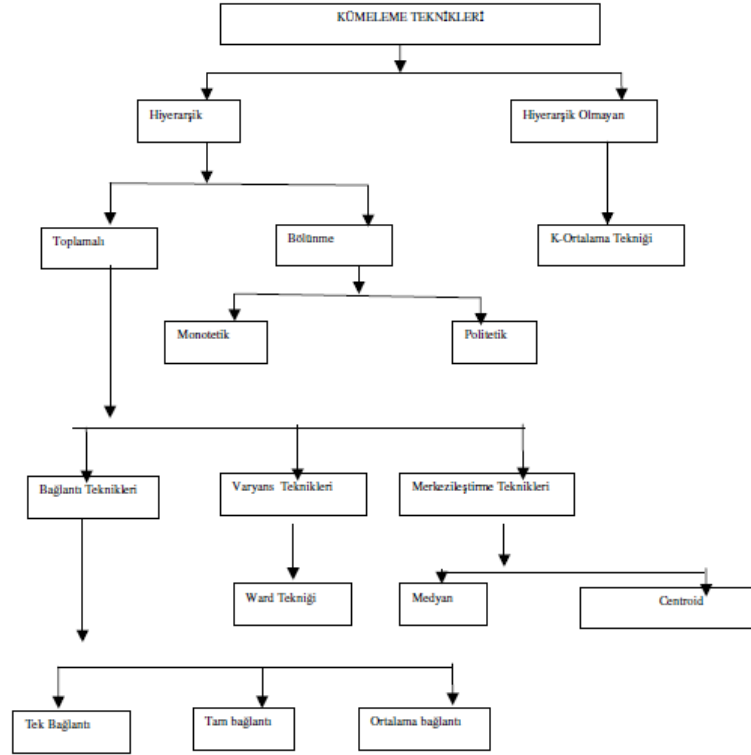 KÜMELEME TEKNİKLERİ
Hiyerarşik
Hiyerarşik Olmayan
Toplamalı
Bölünme
K-Ortalama Tekniği
Monotetik
Politetik
Bağlantı Teknikleri
Varyans Teknikleri
Merkezileştirme Teknikleri
Ward Tekniği
Medyan
Centroid
Tek Bağlantı
Tam bağlantı
Ortalama bağlantı